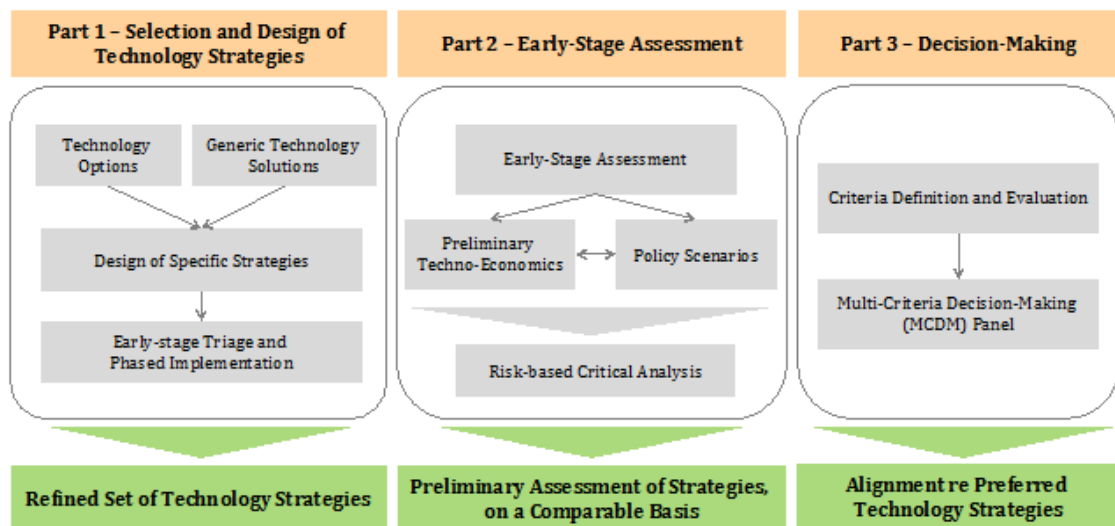 Part 1 – Selection and Design of
Technology Strategies
Technology
Options
Generic Technology
Solutions
Design of Specific Strategies
Early-stage Triage and
Phased Implementation
Refined Set of Technology Strategies
Part 2 – Early-Stage Assessment
Early-Stage Assessment
Preliminary
Techno-Economics
Policy Scenarios
Risk-based Critical Analysis
Preliminary Assessment of Strategies,
on a Comparable Basis
Part 3 – Decision-Making
Criteria Definition and Evaluation
Multi-Criteria Decision-Making
(MCDM) Panel
Alignment re Preferred
Technology Strategies